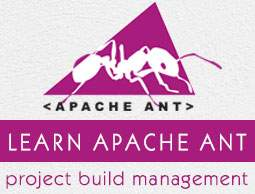 <APACHE ANT>
LEARN APACHE ANT
project build management